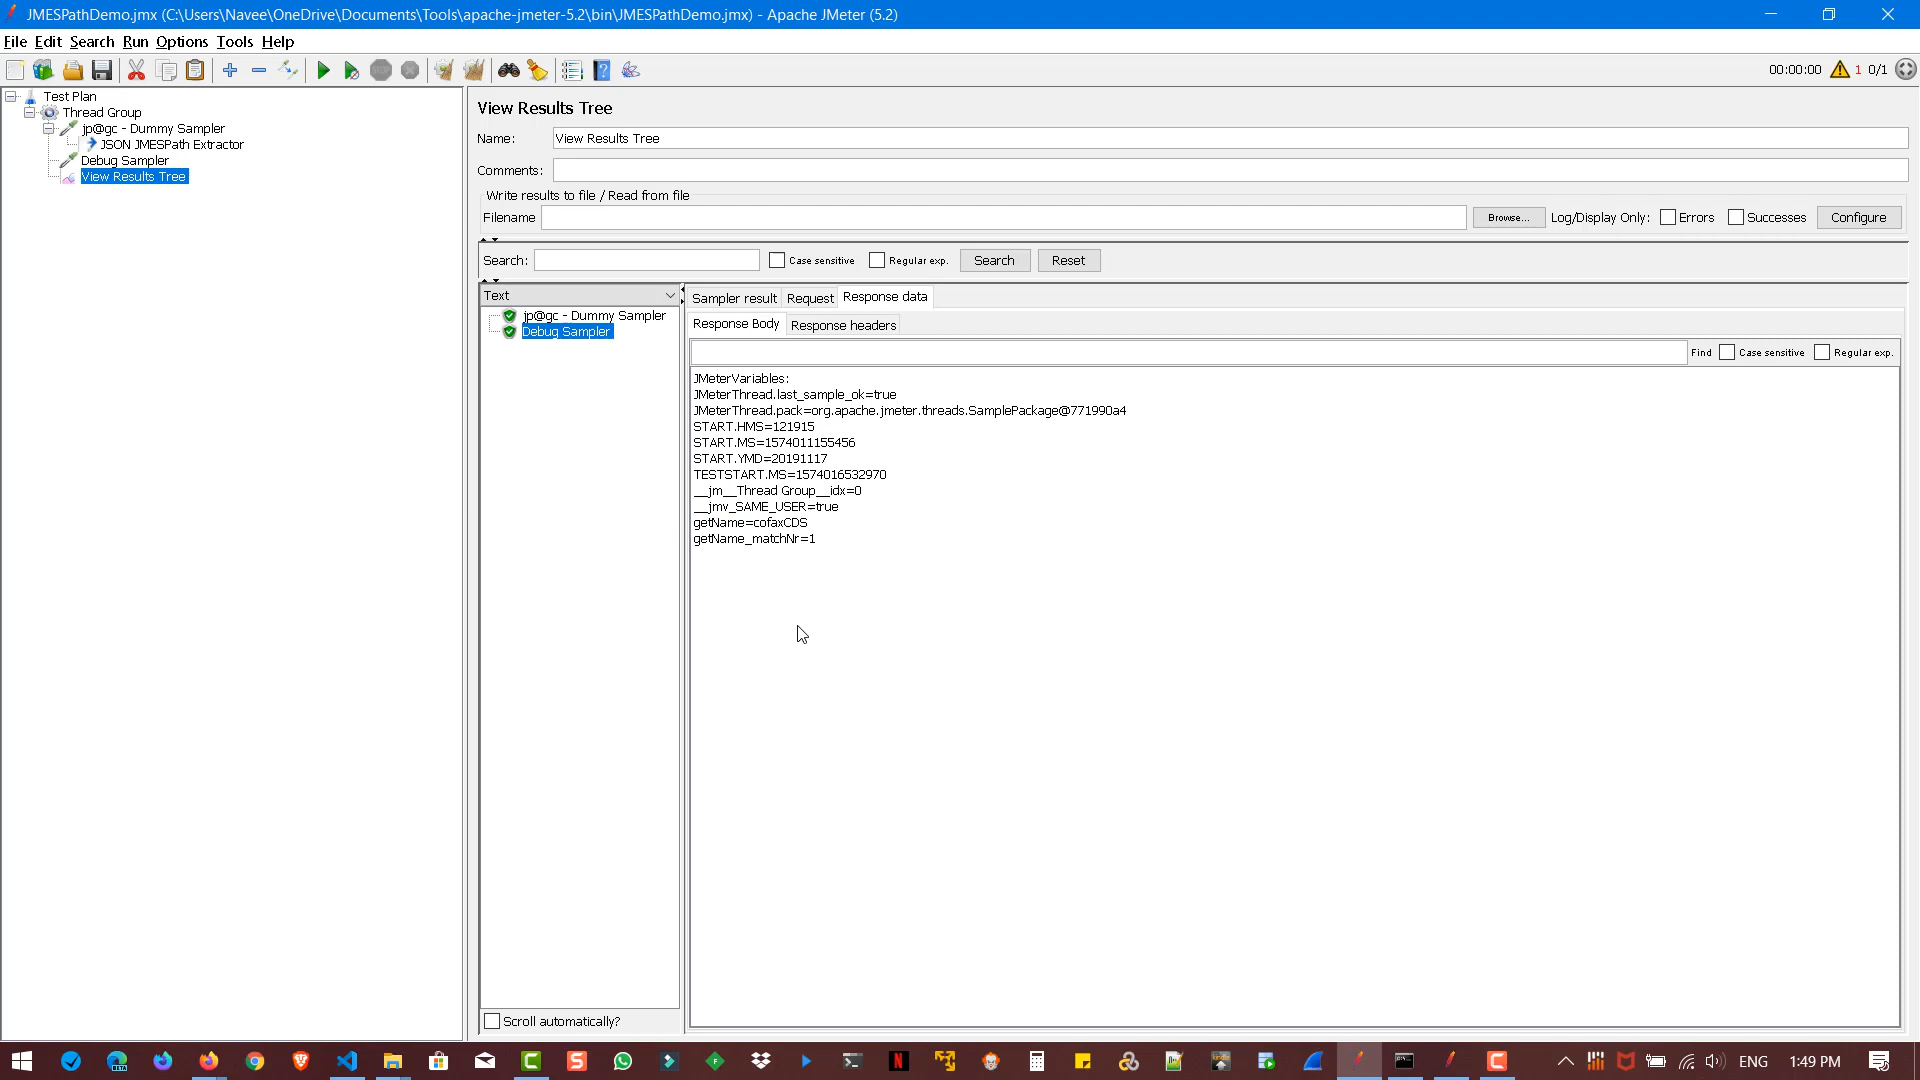 JMESPathDemo.jmx (C:\Users\Navee\OneDrive\Documents\Tools\apache-jmeter-5.2\bin\JMESPathDemo.jmx) - Apache JMeter (5.2)
File Edit Search Run Options Tools Help
00:00:00 1 0/1
Test Plan
Thread Group
jp@gc - Dummy Sampler
JSON JMESPath Extractor
Debug Sampler
View Results Tree
View Results Tree
Name: View Results Tree
Comments:
Write results to file / Read from file
Filename Browse... Log/Display Only: Errors Successes Configure
Search: Case sensitive Regular exp. Search Reset
Text
jp@gc - Dummy Sampler
Debug Sampler
Scroll automatically?
Sampler result Request Response data
Response Body Response headers
Find Case sensitive Regular exp.
JMeterVariables:
JMeterThread.last_sample_ok=true
JMeterThread.pack=org.apache.jmeter.threads.SamplePackage@771990a4
START.HMS=121915
START.MS=1574011155456
START.YMD=20191117
TESTSTART.MS=1574016532970
__jm__Thread Group__idx=0
__jmv_SAME_USER=true
getName=cofaxCDS
getName_matchNr=1
ENG 1:49 PM